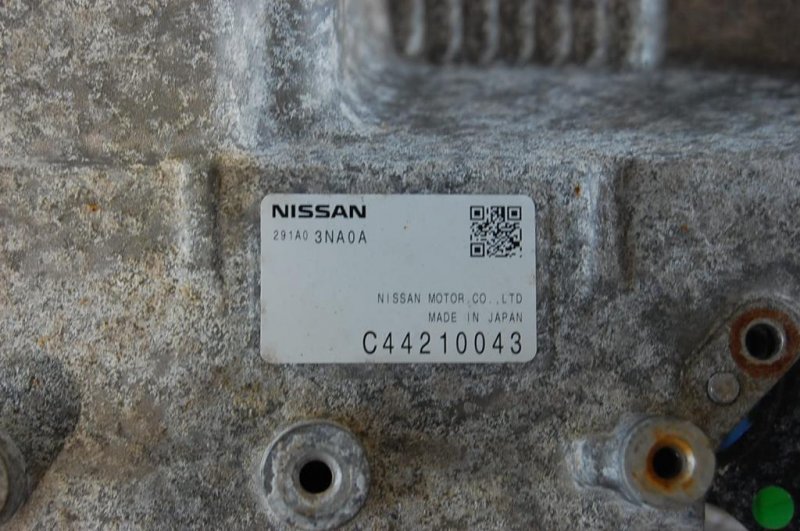 NISSAN
291A0 3NA0A
NISSAN MOTOR.CO.,LTD
MADE IN JAPAN
C44210043